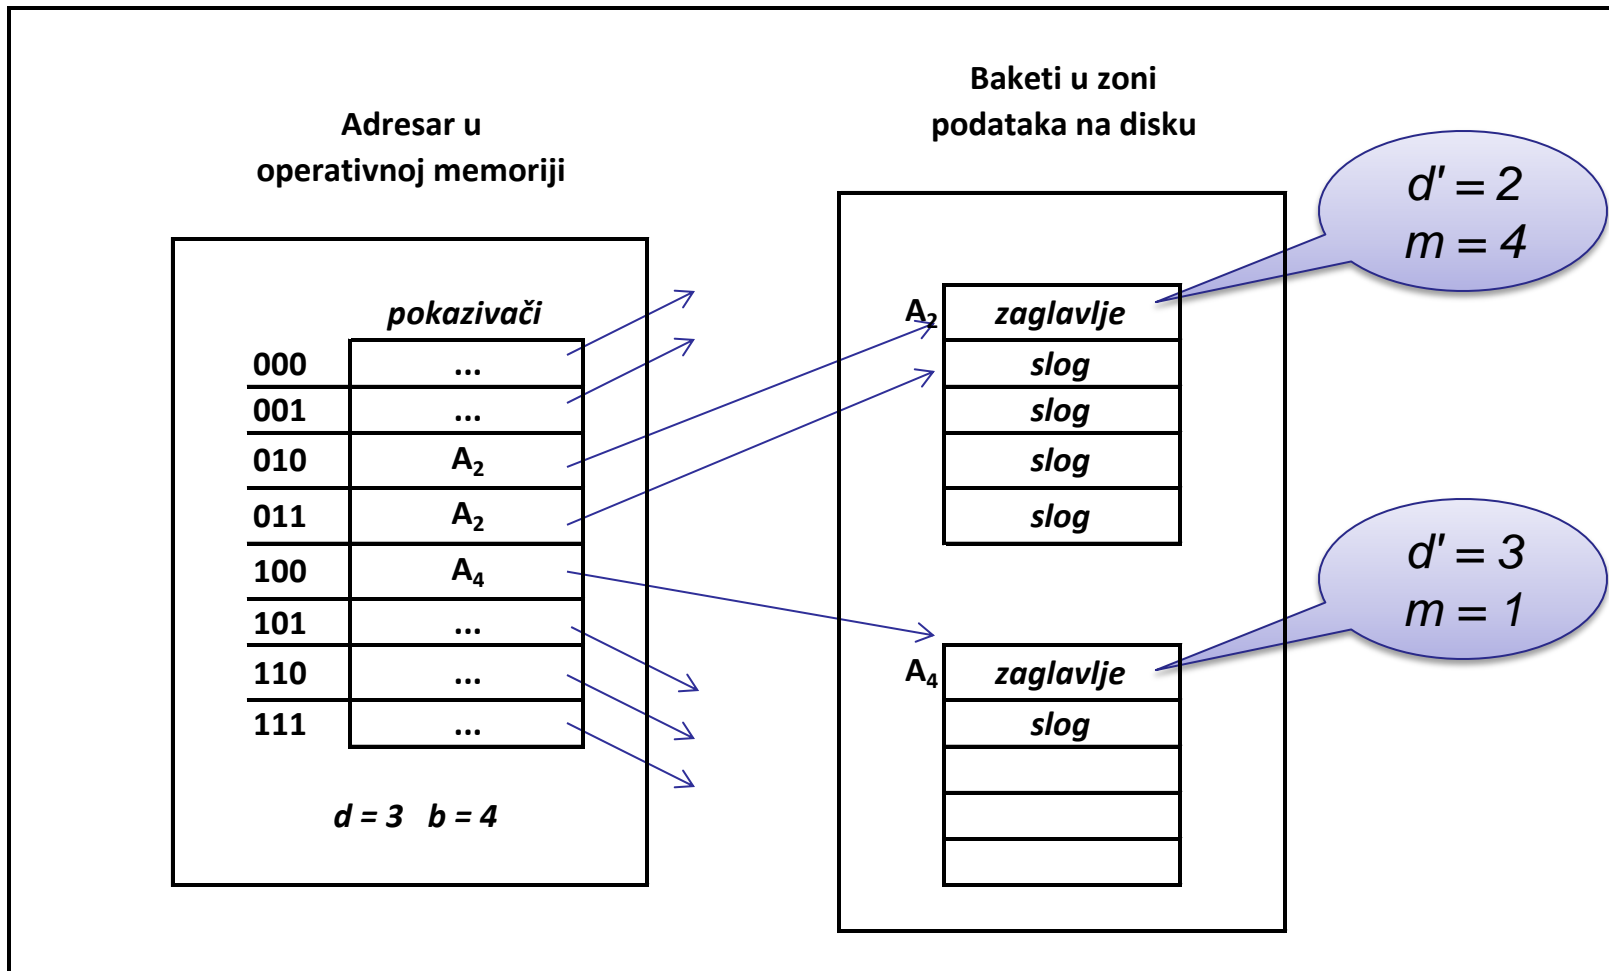 Adresar u
operativnoj memoriji
pokazivači
000 ...
001 ...
010 A₂
011 A₂
100 A₄
101 ...
110 ...
111 ...
d = 3 b = 4
Baketi u zoni
podataka na disku
A₂ zaglavlje
slog
slog
slog
slog
A₄ zaglavlje
slog
d' = 2
m = 4
d' = 3
m = 1